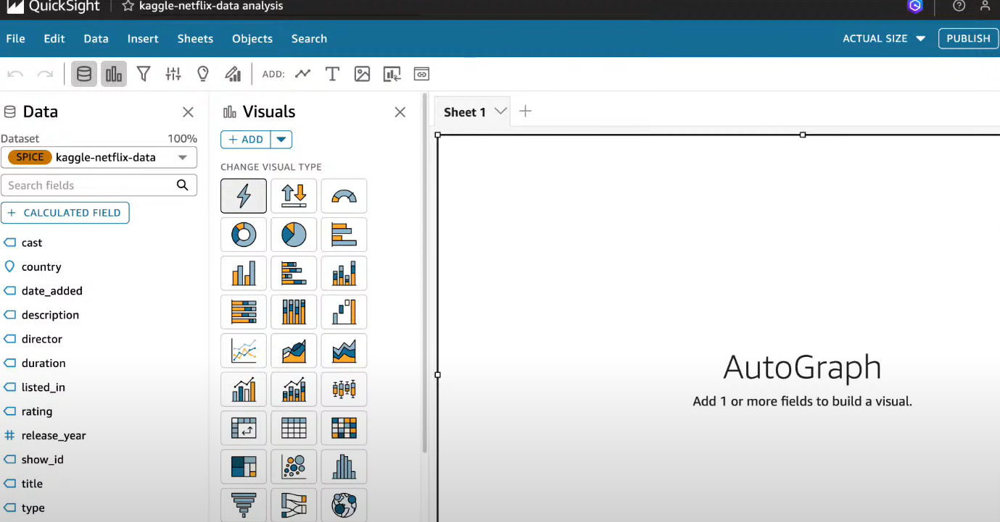 QuickSight kaggle-netflix-data analysis
File Edit Data Insert Sheets Objects Search ACTUAL SIZE PUBLISH
ADD:
Data
Dataset 100%
SPICE kaggle-netflix-data
Search fields
+ CALCULATED FIELD
cast
country
date_added
description
director
duration
listed_in
rating
release_year
show_id
title
type
Visuals
+ ADD
CHANGE VISUAL TYPE
Sheet 1
AutoGraph
Add 1 or more fields to build a visual.